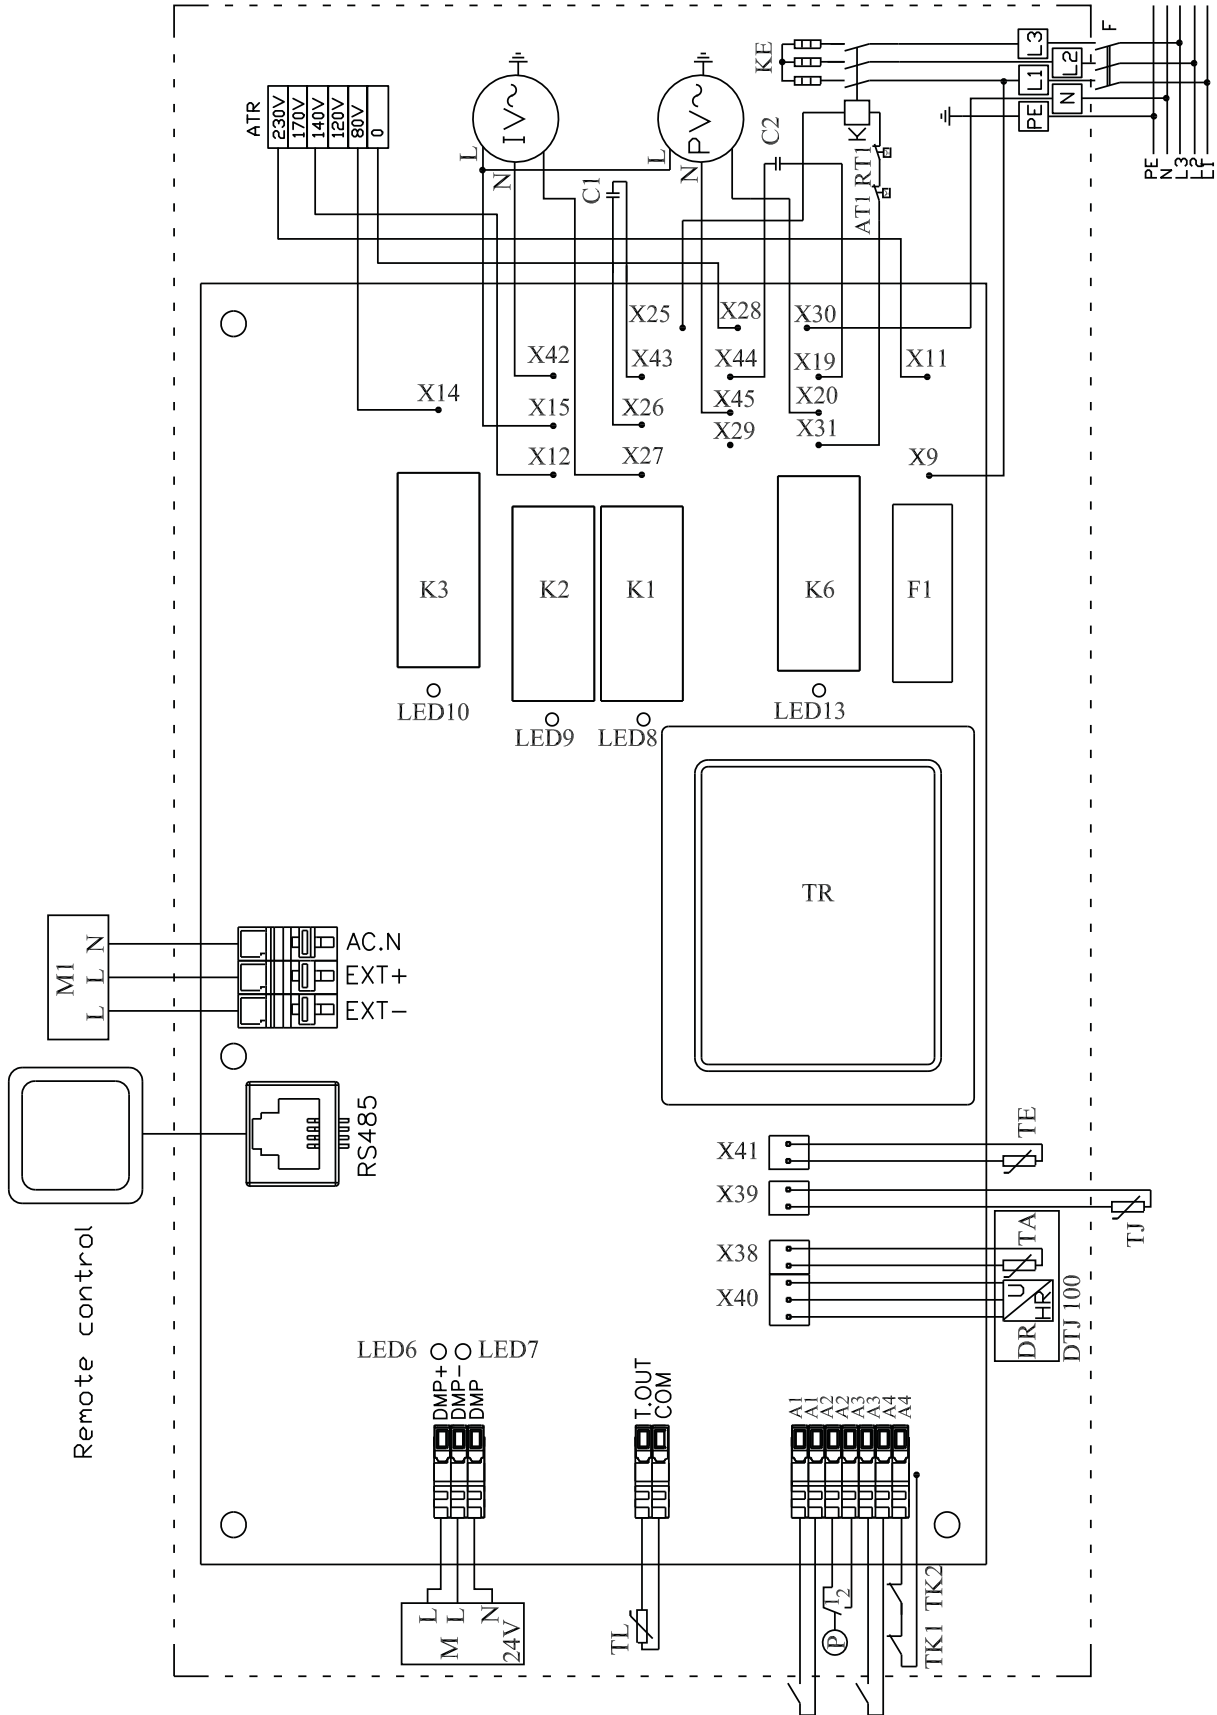 KE
L3
L2
L1
N
PE
F
PE
N
L3
L2
L1
ATR
230V
170V
140V
120V
80V
0
IV~
PV~
L
N
L
N
C1
C2
K
RT1
AT1
X25
X28
X30
X42
X43
X44
X19
X11
X14
X15
X26
X45
X20
X29
X31
X12
X27
X9
K3
K2
K1
K6
F1
LED10
LED9
LED8
LED13
TR
M1
L L N
AC.N
EXT+
EXT-
RS485
Remote control
X41
X39
X38
X40
TE
TJ
TA
U
HR
DR
DTJ 100
LED6
LED7
DMP+
DMP-
DMP
T.OUT
COM
A1
A1
A2
A2
A3
A3
A4
A4
L
L
N
M
24V
TL
P
1
2
TK1 TK2